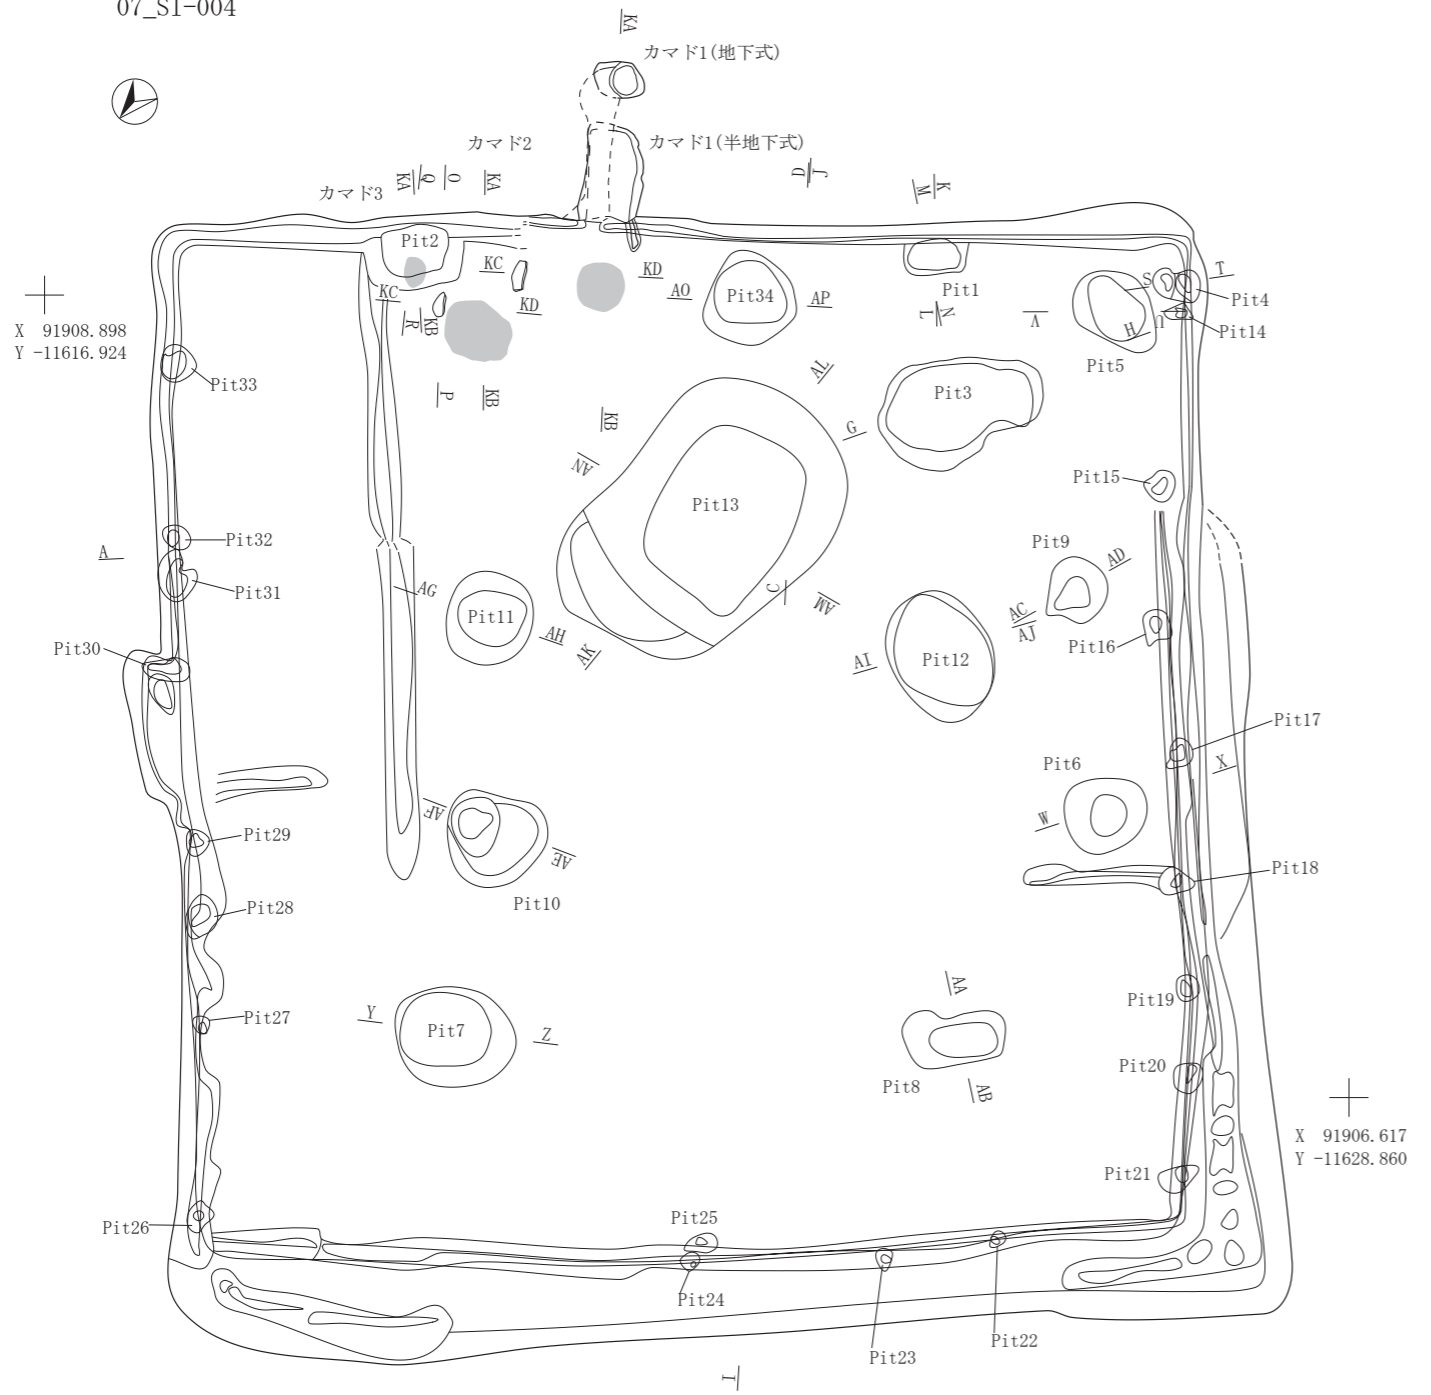 07_SI-004
KA
カマド1(地下式)
カマド2
カマド1(半地下式)
カマド3
KA
Q
O
KA
D
J
M
K
Pit2
KC
KD
AO
Pit34
AP
Pit1
S
T
Pit4
KC
KD
R
KB
L
N
V
H
U
Pit14
Pit5
X 91908.898
Y -11616.924
Pit33
P
KB
KB
AL
Pit3
G
AN
Pit13
Pit15
A
Pit32
Pit31
AG
Pit11
AH
AK
C
AM
Pit9
AD
AC
AJ
Pit16
Pit30
AI
Pit12
Pit17
X
Pit6
W
AF
AE
Pit29
Pit10
Pit18
Pit28
AA
Pit19
Pit27
Y
Pit7
Z
Pit8
AB
Pit20
X 91906.617
Y -11628.860
Pit21
Pit26
Pit25
Pit24
Pit22
Pit23
I